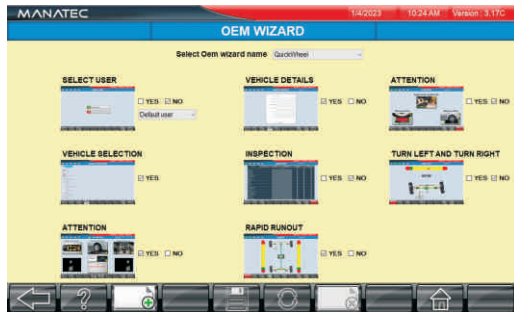 MANATEC 1/4/2023 10:24 AM Version : 3.17C
OEM WIZARD
Select Oem wizard name QuickWheel
SELECT USER VEHICLE DETAILS ATTENTION
YES NO YES NO YES NO
Default user
VEHICLE SELECTION INSPECTION TURN LEFT AND TURN RIGHT
YES YES NO YES NO
ATTENTION RAPID RUNOUT
YES NO YES NO